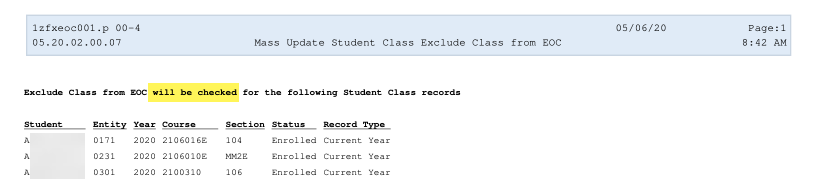 1zfxeoc001.p 00-4 05/06/20 Page:1
05.20.02.00.07 Mass Update Student Class Exclude Class from EOC 8:42 AM
Exclude Class from EOC will be checked for the following Student Class records
Student Entity Year Course Section Status Record Type
A 0171 2020 2106016E 104 Enrolled Current Year
A 0231 2020 2106010E MM2E Enrolled Current Year
A 0301 2020 2100310 106 Enrolled Current Year